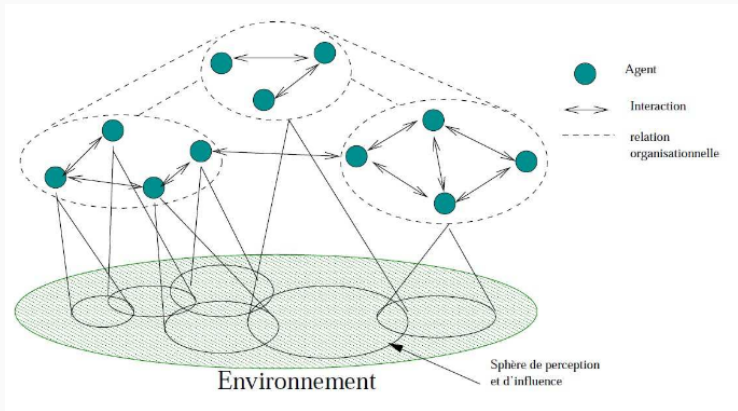 Agent
Interaction
relation
organisationnelle
Sphère de perception
et d'influence
Environnement